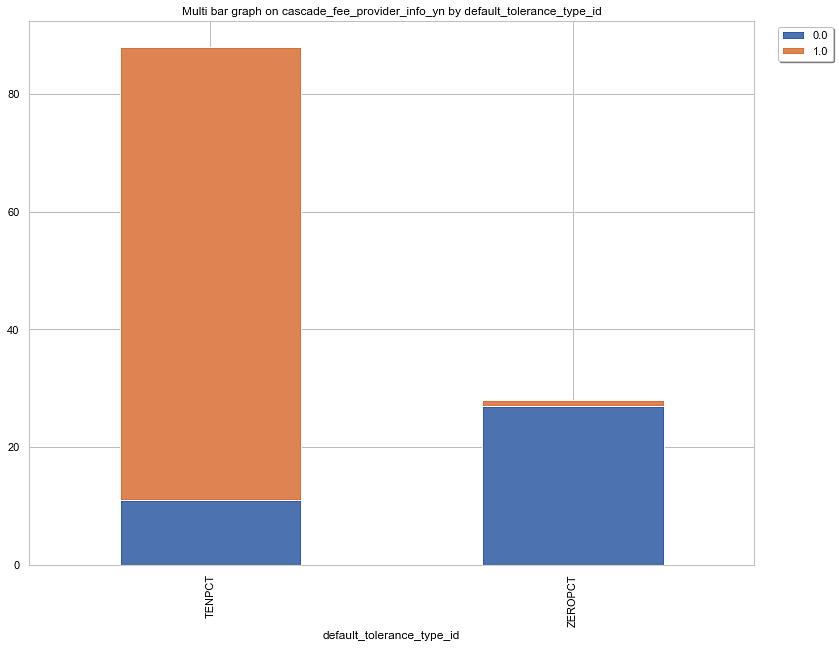 Multi bar graph on cascade_fee_provider_info_yn by default_tolerance_type_id
0.0
1.0
80
60
40
20
0
TENPCT
ZEROPCT
default_tolerance_type_id